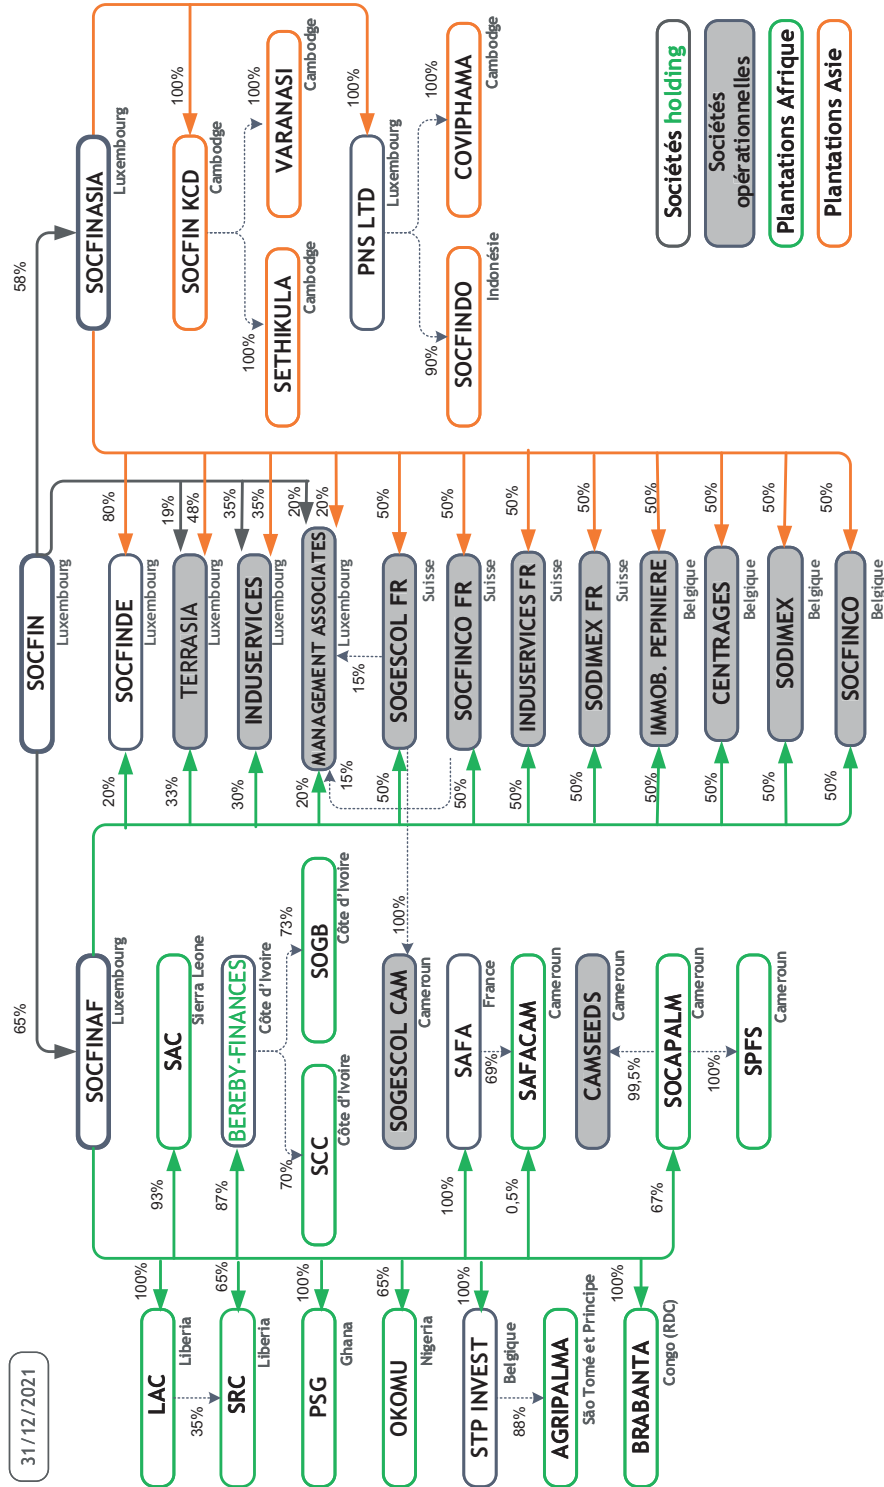 31/12/2021
SOCFIN
Luxembourg
65%
58%
SOCFINAF
Luxembourg
SOCFINASIA
Luxembourg
100%
LAC
Liberia
35%
65%
SRC
Liberia
100%
PSG
Ghana
65%
OKOMU
Nigeria
100%
STP INVEST
Belgique
88%
AGRIPALMA
São Tomé et Principe
100%
BRABANTA
Congo (RDC)
93%
SAC
Sierra Leone
87%
BEREBY-FINANCES
Côte d'Ivoire
70%
73%
SCC
Côte d'Ivoire
SOGB
Côte d'Ivoire
100%
SOGESCOL CAM
Cameroun
100%
SAFA
France
69%
0,5%
SAFACAM
Cameroun
CAMSEEDS
Cameroun
99,5%
67%
SOCAPALM
Cameroun
100%
SPFS
Cameroun
20%
SOCFINDE
Luxembourg
80%
33%
TERRASIA
Luxembourg
19%
48%
30%
INDUSERVICES
Luxembourg
35%
35%
20%
MANAGEMENT ASSOCIATES
Luxembourg
20%
20%
15%
15%
50%
SOGESCOL FR
Suisse
50%
50%
SOCFINCO FR
Suisse
50%
50%
INDUSERVICES FR
Suisse
50%
50%
SODIMEX FR
Suisse
50%
50%
IMMOB. PEPINIERE
Belgique
50%
50%
CENTRAGES
Belgique
50%
50%
SODIMEX
Belgique
50%
50%
SOCFINCO
Belgique
50%
100%
SOCFIN KCD
Cambodge
100%
SETHIKULA
Cambodge
100%
VARANASI
Cambodge
100%
PNS LTD
Luxembourg
90%
SOCFINDO
Indonésie
100%
COVIPHAMA
Cambodge
Sociétés holding
Sociétés
opérationnelles
Plantations Afrique
Plantations Asie